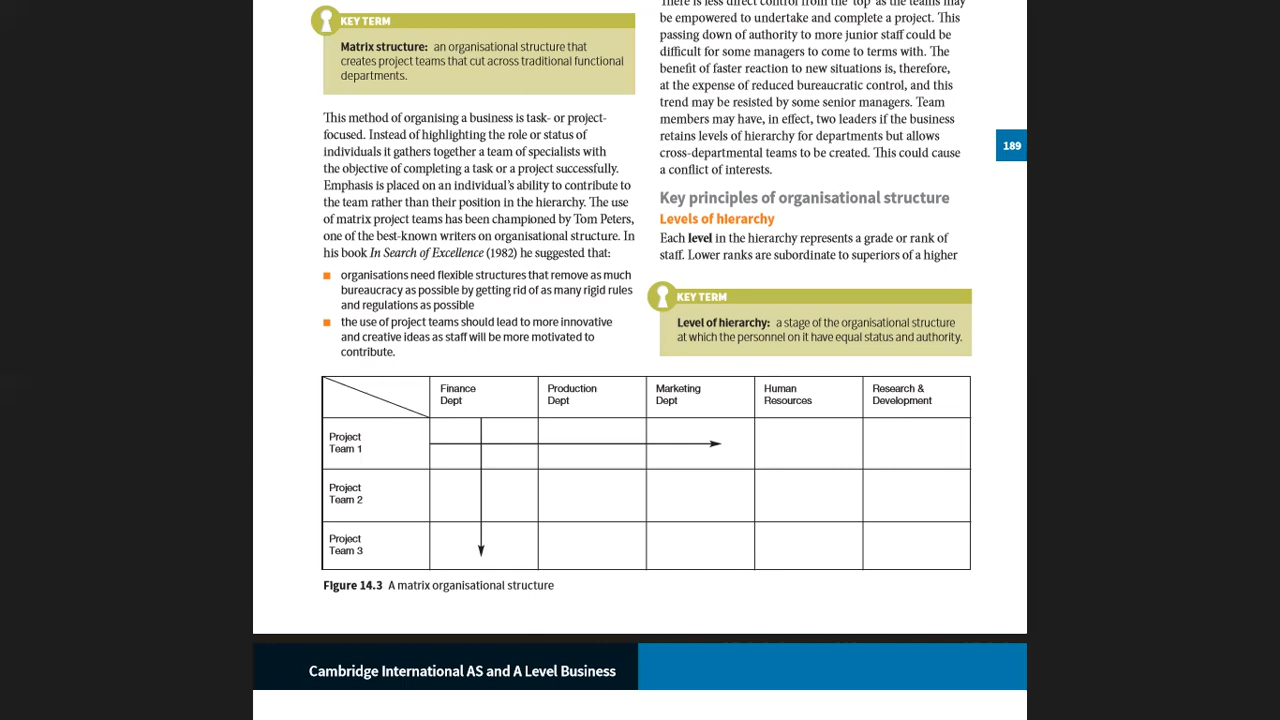 KEY TERM
Matrix structure: an organisational structure that
creates project teams that cut across traditional functional
departments.
This method of organising a business is task- or project-
focused. Instead of highlighting the role or status of
individuals it gathers together a team of specialists with
the objective of completing a task or a project successfully.
Emphasis is placed on an individual's ability to contribute to
the team rather than their position in the hierarchy. The use
of matrix project teams has been championed by Tom Peters,
one of the best-known writers on organisational structure. In
his book In Search of Excellence (1982) he suggested that:
organisations need flexible structures that remove as much
bureaucracy as possible by getting rid of as many rigid rules
and regulations as possible
the use of project teams should lead to more innovative
and creative ideas as staff will be more motivated to
contribute.
There is less direct control from the 'top' as the teams may
be empowered to undertake and complete a project. This
passing down of authority to more junior staff could be
difficult for some managers to come to terms with. The
benefit of faster reaction to new situations is, therefore,
at the expense of reduced bureaucratic control, and this
trend may be resisted by some senior managers. Team
members may have, in effect, two leaders if the business
retains levels of hierarchy for departments but allows
cross-departmental teams to be created. This could cause
a conflict of interests.
189
Key principles of organisational structure
Levels of hierarchy
Each level in the hierarchy represents a grade or rank of
staff. Lower ranks are subordinate to superiors of a higher
KEY TERM
Level of hierarchy: a stage of the organisational structure
at which the personnel on it have equal status and authority.
Finance
Dept
Production
Dept
Marketing
Dept
Human
Resources
Research &
Development
Project
Team 1
Project
Team 2
Project
Team 3
Figure 14.3 A matrix organisational structure
Cambridge International AS and A Level Business